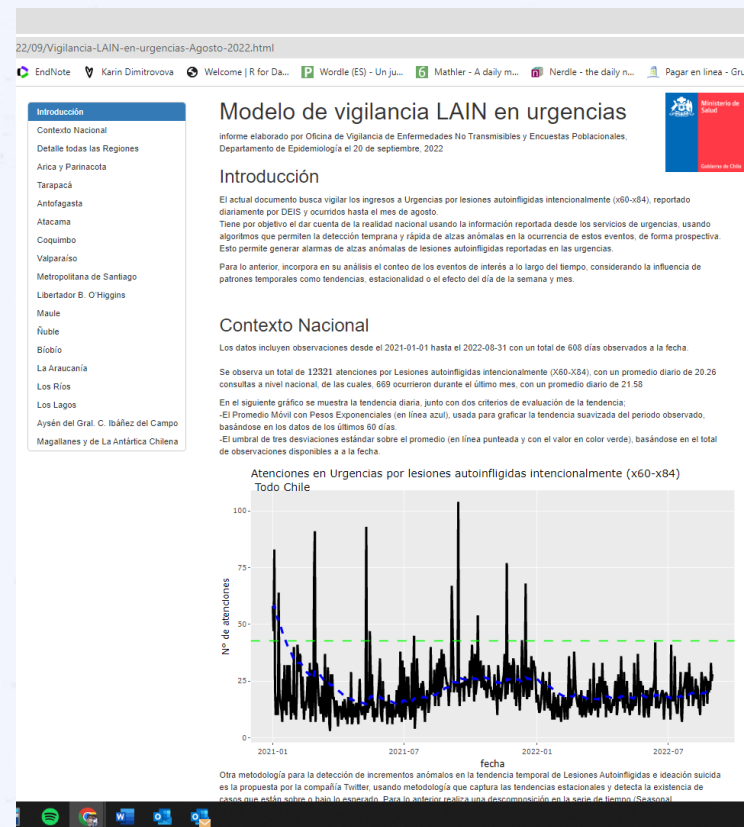 22/09/Vigilancia-LAIN-en-urgencias-Agosto-2022.html
EndNote Karin Dimitrovova Welcome | R for Da... Wordle (ES) - Un ju... Mathler - A daily m... Nerdle - the daily n... Pagar en linea - Gru
Introducción
Contexto Nacional
Detalle todas las Regiones
Arica y Parinacota
Tarapacá
Antofagasta
Atacama
Coquimbo
Valparaíso
Metropolitana de Santiago
Libertador B. O'Higgins
Maule
Ñuble
Bíobío
La Araucanía
Los Ríos
Los Lagos
Aysén del Gral. C. Ibáñez del Campo
Magallanes y de La Antártica Chilena
Modelo de vigilancia LAIN en urgencias
informe elaborado por Oficina de Vigilancia de Enfermedades No Transmisibles y Encuestas Poblacionales,
Departamento de Epidemiología el 20 de septiembre, 2022
Ministerio de
Salud
Gobierno de Chile
Introducción
El actual documento busca vigilar los ingresos a Urgencias por lesiones autoinfligidas intencionalmente (x60-x84), reportado
diariamente por DEIS y ocurridos hasta el mes de agosto.
Tiene por objetivo el dar cuenta de la realidad nacional usando la información reportada desde los servicios de urgencias, usando
algoritmos que permiten la detección temprana y rápida de alzas anómalas en la ocurrencia de estos eventos, de forma prospectiva.
Esto permite generar alarmas de alzas anómalas de lesiones autoinfligidas reportadas en las urgencias.
Para lo anterior, incorpora en su análisis el conteo de los eventos de interés a lo largo del tiempo, considerando la influencia de
patrones temporales como tendencias, estacionalidad o el efecto del día de la semana y mes.
Contexto Nacional
Los datos incluyen observaciones desde el 2021-01-01 hasta el 2022-08-31 con un total de 608 días observados a la fecha.
Se observa un total de 12321 atenciones por Lesiones autoinfligidas intencionalmente (X60-X84), con un promedio diario de 20.26
consultas a nivel nacional, de las cuales, 669 ocurrieron durante el último mes, con un promedio diario de 21.58
En el siguiente gráfico se muestra la tendencia diaria, junto con dos criterios de evaluación de la tendencia;
-El Promedio Móvil con Pesos Exponenciales (en línea azul), usada para graficar la tendencia suavizada del periodo observado,
basándose en los datos de los últimos 60 días.
-El umbral de tres desviaciones estándar sobre el promedio (en línea punteada y con el valor en color verde), basándose en el total
de observaciones disponibles a a la fecha.
Atenciones en Urgencias por lesiones autoinfligidas intencionalmente (x60-x84)
Todo Chile
100
75
50
25
0
Nº de atenciones
2021-01 2021-07 2022-01 2022-07
fecha
Otra metodología para la detección de incrementos anómalos en la tendencia temporal de Lesiones Autoinfligidas e ideación suicida
es la propuesta por la compañía Twitter, usando metodología que captura las tendencias estacionales y detecta la existencia de
casos que están sobre o bajo lo esperado. Para lo anterior realiza una descomposición en la serie de tiempo (Seasonal